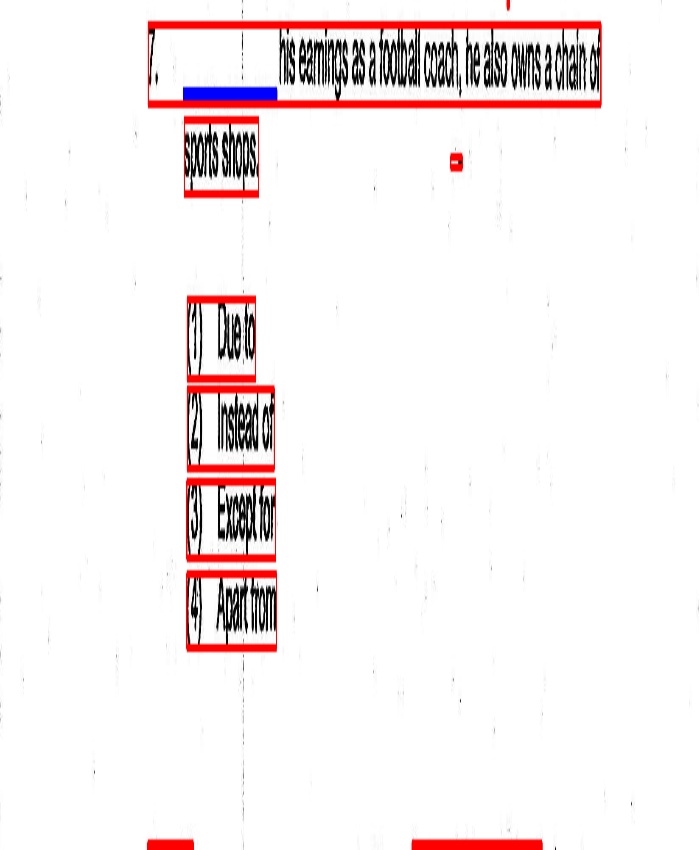 7. his earnings as a football coach, he also owns a chain of
sports shops.
(1) Due to
(2) Instead of
(3) Except for
(4) Apart from